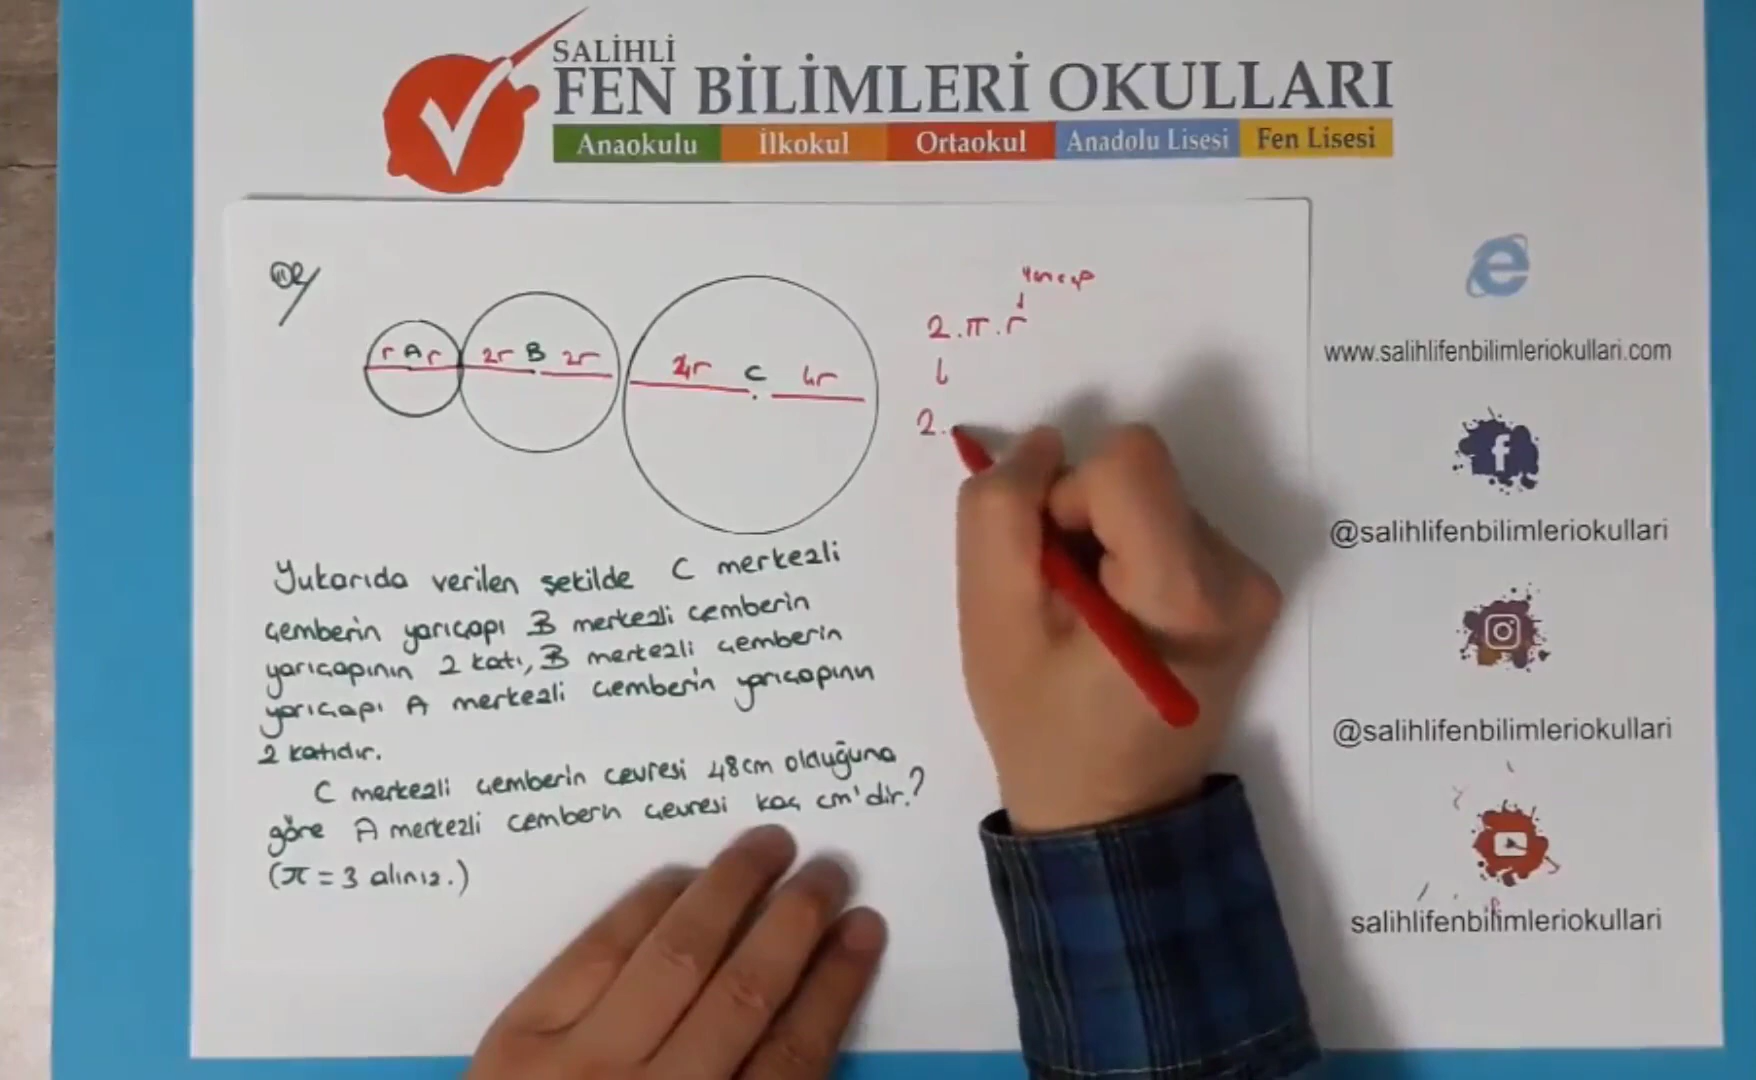 SALİHLİ
FEN BİLİMLERİ OKULLARI
Anaokulu İlkokul Ortaokul Anadolu Lisesi Fen Lisesi
r A r 2r B 2r 4r C 4r
yarıçap
2.π.r
2.
Yukarıda verilen şekilde C merkezli
çemberin yarıçapı B merkezli çemberin
yarıçapının 2 katı, B merkezli çemberin
yarıçapı A merkezli çemberin yarıçapının
2 katıdır.
C merkezli çemberin çevresi 48cm olduğuna
göre A merkezli çemberin çevresi kaç cm'dir?
(π = 3 alınız.)
www.salihlifenbilimleriokullari.com
@salihlifenbilimleriokullari
@salihlifenbilimleriokullari
salihlifenbilimleriokullari